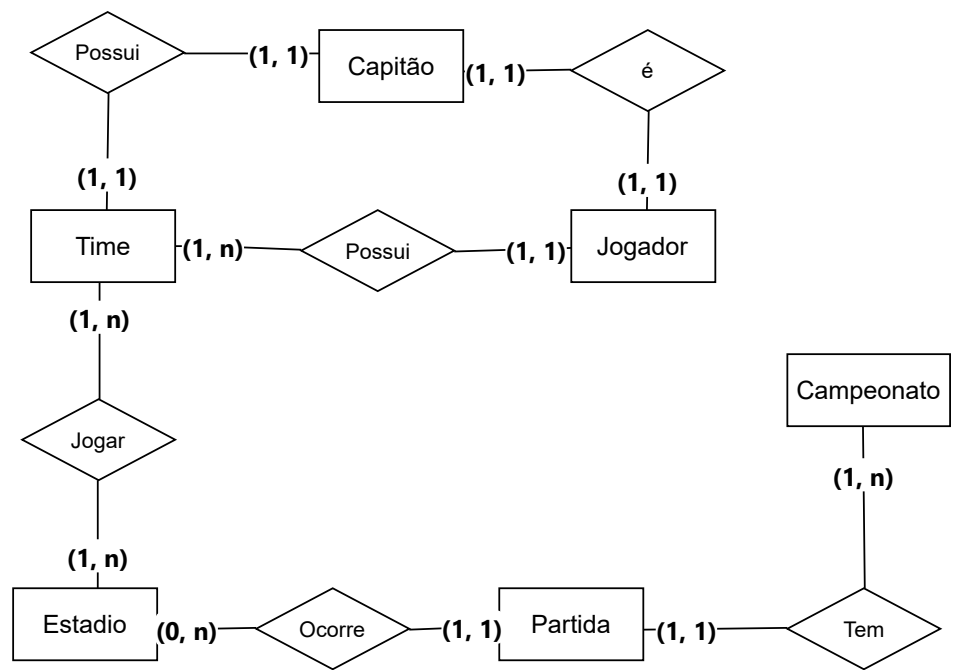 Possui
(1, 1)
Capitão
(1, 1)
é
(1, 1)
(1, 1)
Time
(1, n)
Possui
(1, 1)
Jogador
(1, n)
Campeonato
Jogar
(1, n)
(1, n)
Estadio
(0, n)
Ocorre
(1, 1)
Partida
(1, 1)
Tem